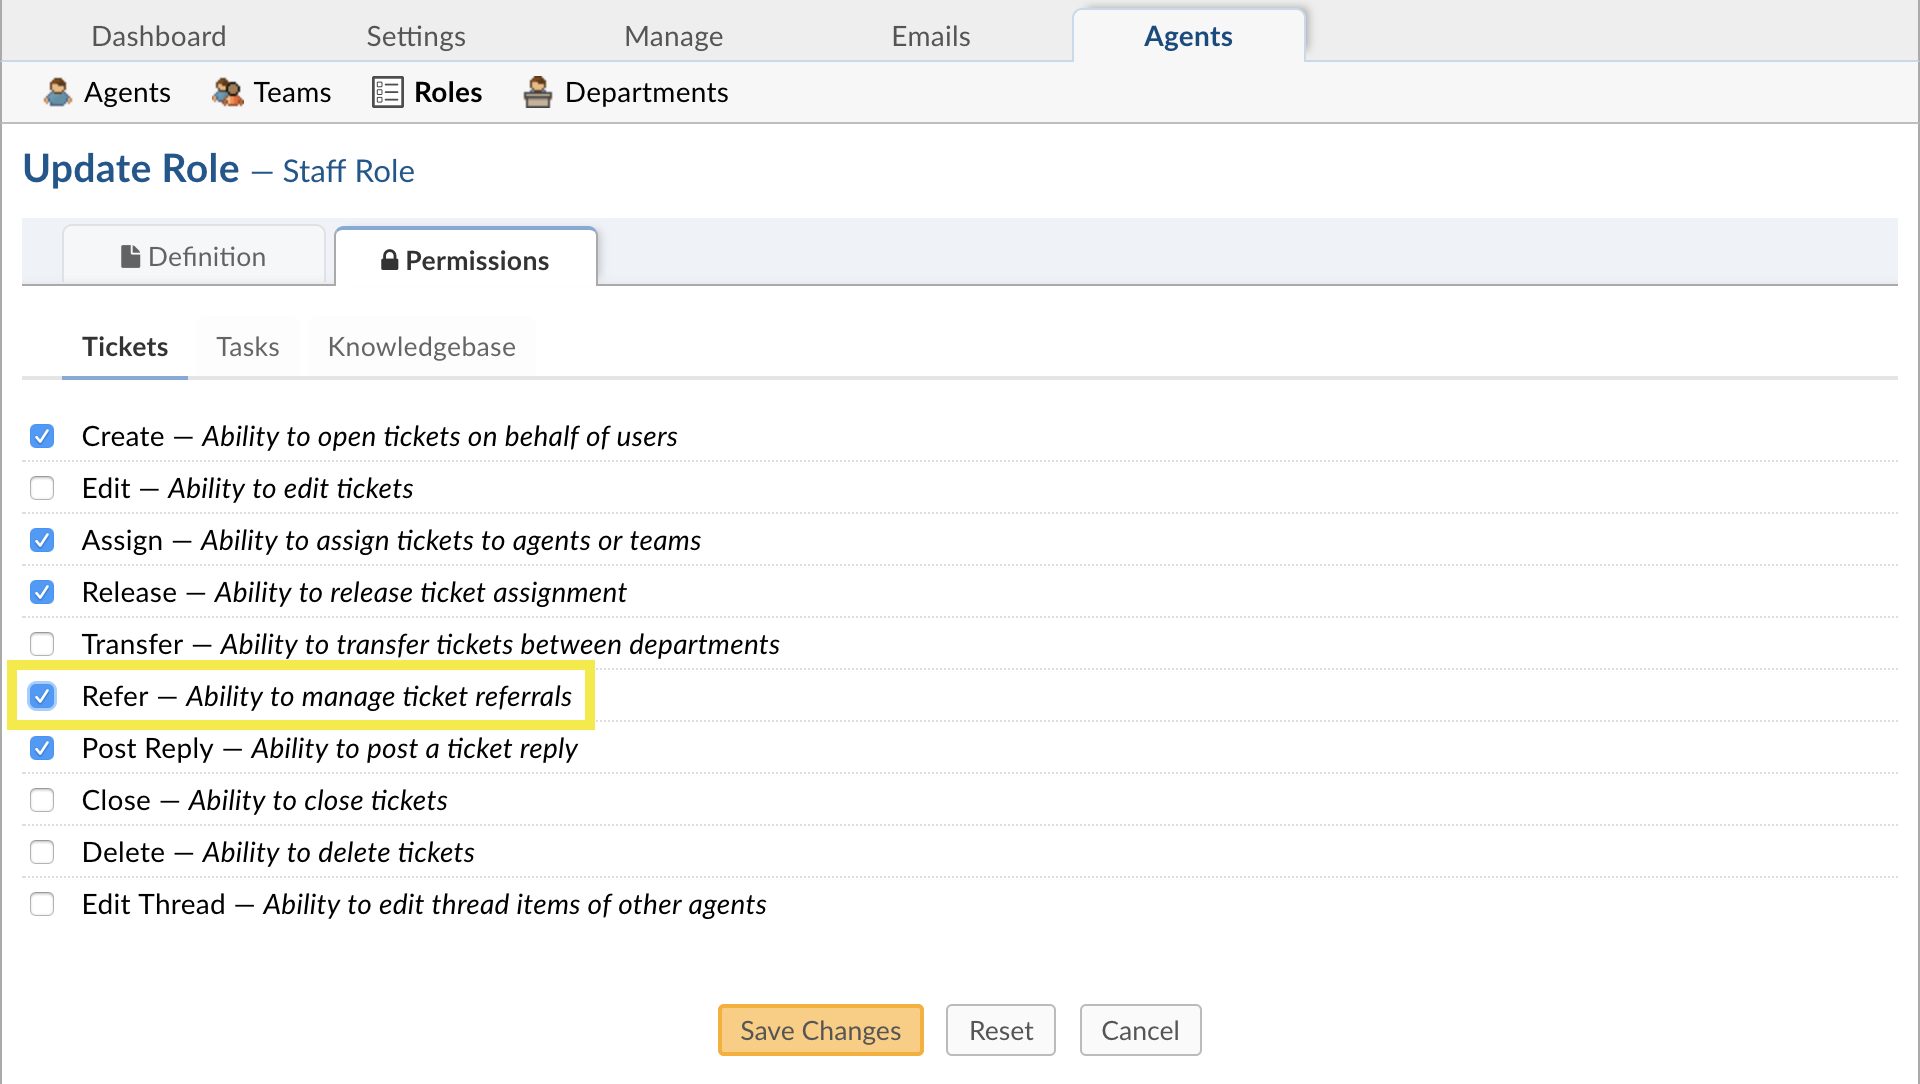 Dashboard Settings Manage Emails Agents
Agents Teams Roles Departments
Update Role — Staff Role
Definition Permissions
Tickets Tasks Knowledgebase
Create — Ability to open tickets on behalf of users
Edit — Ability to edit tickets
Assign — Ability to assign tickets to agents or teams
Release — Ability to release ticket assignment
Transfer — Ability to transfer tickets between departments
Refer — Ability to manage ticket referrals
Post Reply — Ability to post a ticket reply
Close — Ability to close tickets
Delete — Ability to delete tickets
Edit Thread — Ability to edit thread items of other agents
Save Changes Reset Cancel